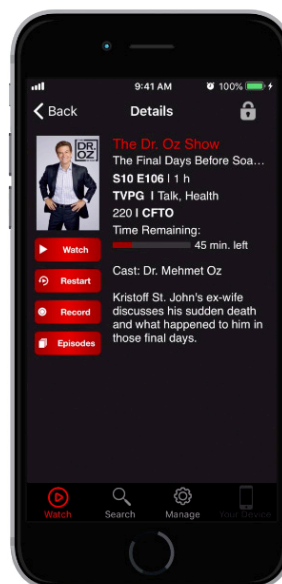 9:41 AM
100%
Back
Details
DR.
OZ
The Dr. Oz Show
The Final Days Before Soa...
S10 E106 | 1 h
TVPG | Talk, Health
220 | CFTO
Time Remaining:
45 min. left
Watch
Restart
Record
Episodes
Cast: Dr. Mehmet Oz
Kristoff St. John's ex-wife
discusses his sudden death
and what happened to him in
those final days.
Watch
Search
Manage
Your Device